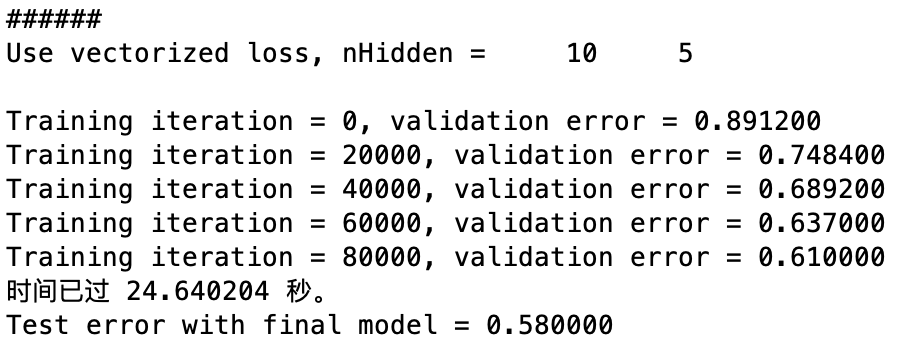 ######
Use vectorized loss, nHidden =     10     5
Training iteration = 0, validation error = 0.891200
Training iteration = 20000, validation error = 0.748400
Training iteration = 40000, validation error = 0.689200
Training iteration = 60000, validation error = 0.637000
Training iteration = 80000, validation error = 0.610000
时间已过 24.640204 秒。
Test error with final model = 0.580000